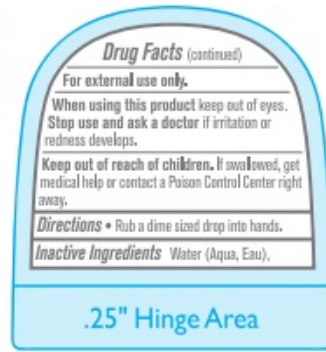 Drug Facts (continued)
For external use only.
When using this product keep out of eyes.
Stop use and ask a doctor if irritation or
redness develops.
Keep out of reach of children. If swallowed, get
medical help or contact a Poison Control Center right
away.
Directions • Rub a dime sized drop into hands.
Inactive Ingredients Water (Aqua, Eau),
.25" Hinge Area